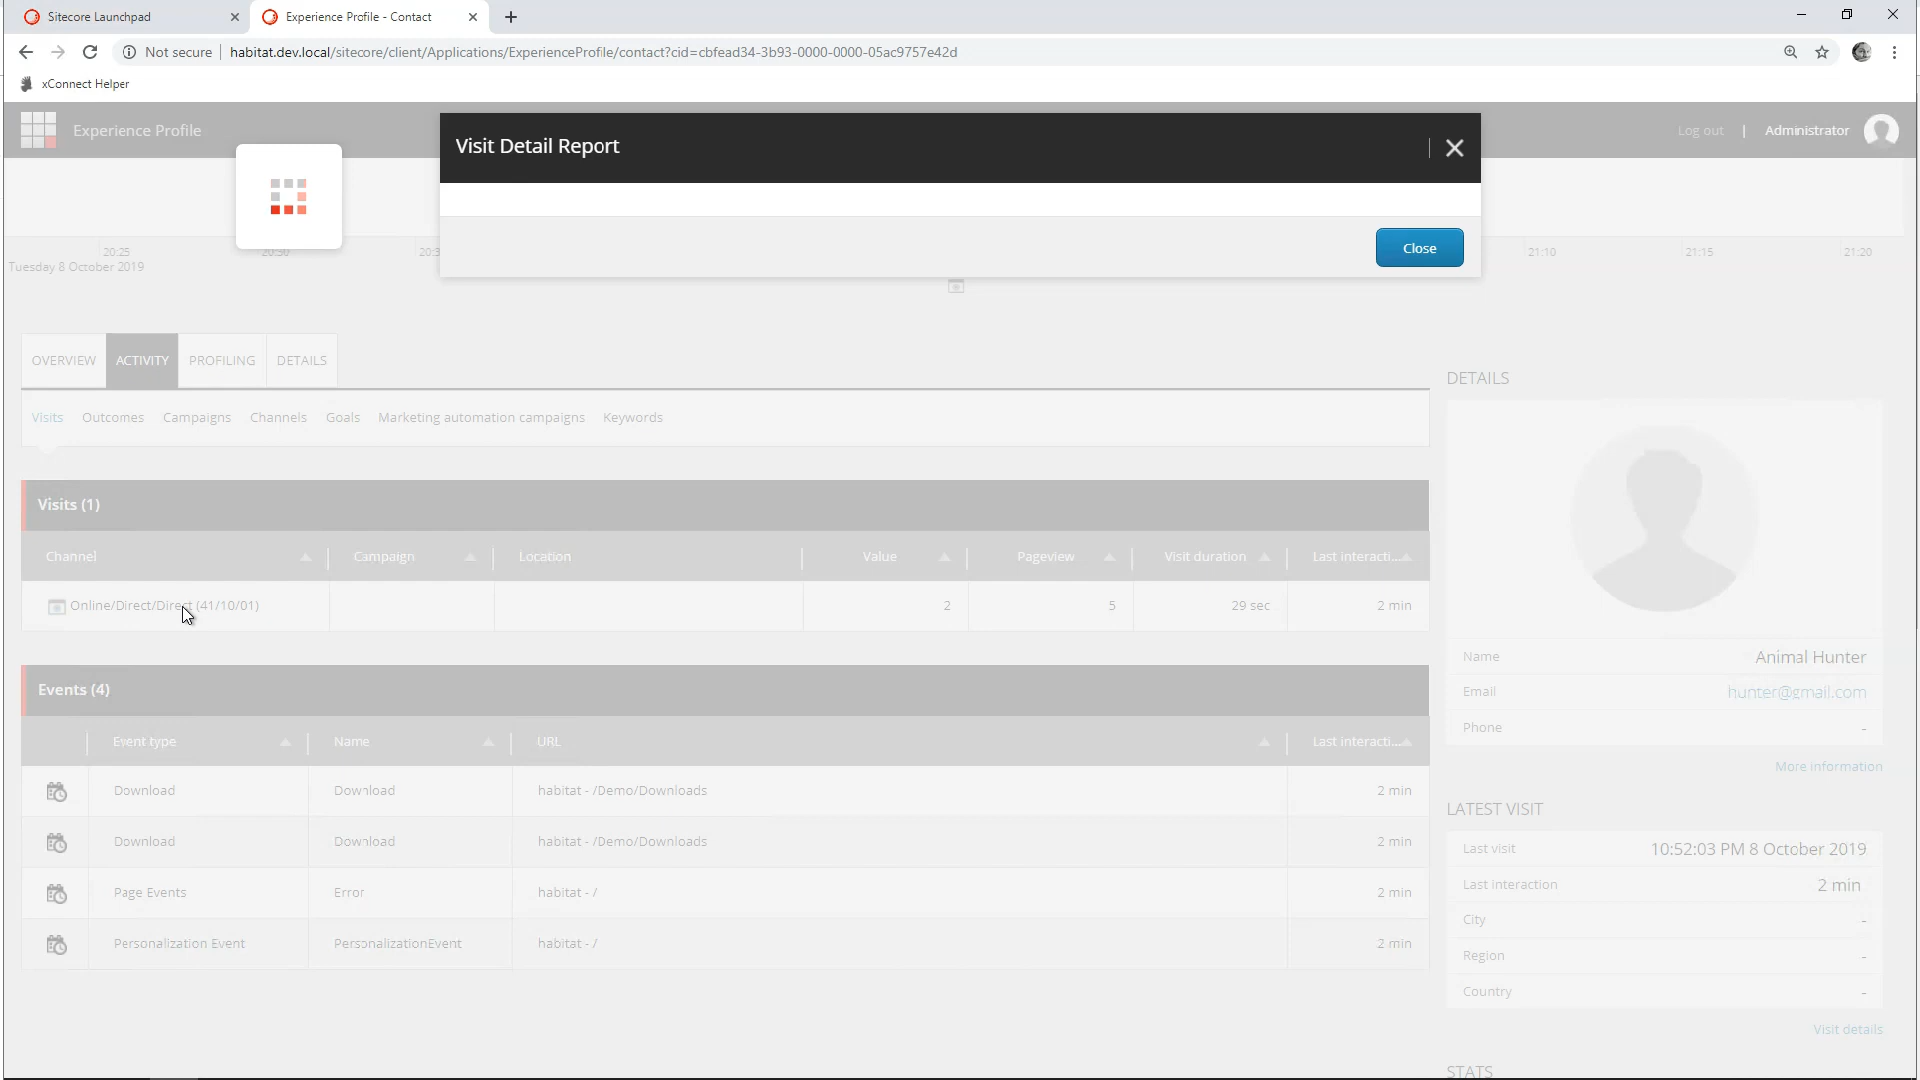 Sitecore Launchpad
Experience Profile - Contact
Not secure
habitat.dev.local/sitecore/client/Applications/ExperienceProfile/contact?cid=cbfead34-3b93-0000-0000-05ac9757e42d
xConnect Helper
Experience Profile
Log out | Administrator
Visit Detail Report
Close
20:25 20:30 20:3 21:10 21:15 21:20
Tuesday 8 October 2019
OVERVIEW ACTIVITY PROFILING DETAILS
Visits Outcomes Campaigns Channels Goals Marketing automation campaigns Keywords
Visits (1)
Channel Campaign Location Value Pageview Visit duration Last interacti...
Online/Direct/Direct (41/10/01) 2 5 29 sec 2 min
Events (4)
Event type Name URL Last interacti...
Download Download habitat - /Demo/Downloads 2 min
Download Download habitat - /Demo/Downloads 2 min
Page Events Error habitat - / 2 min
Personalization Event PersonalizationEvent habitat - / 2 min
DETAILS
Name Animal Hunter
Email hunter@gmail.com
Phone -
More information
LATEST VISIT
Last visit 10:52:03 PM 8 October 2019
Last Interaction 2 min
City -
Region -
Country -
Visit details
STATS